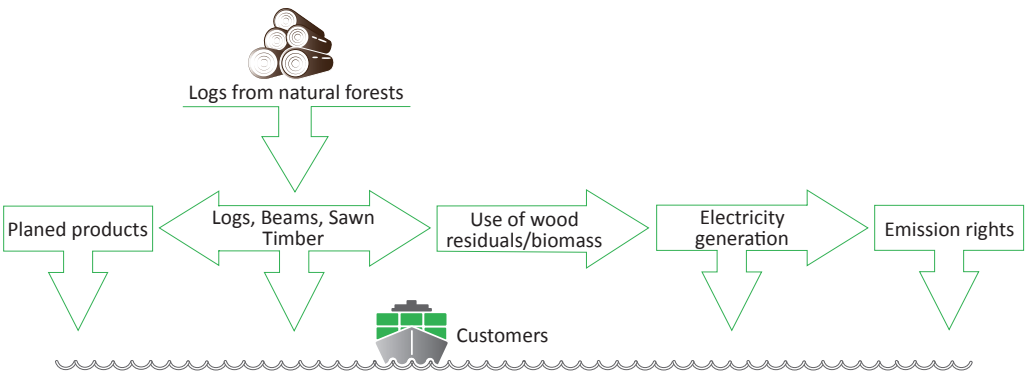 Logs from natural forests
Planed products
Logs, Beams, Sawn
Timber
Use of wood
residuals/biomass
Electricity
generation
Emission rights
Customers